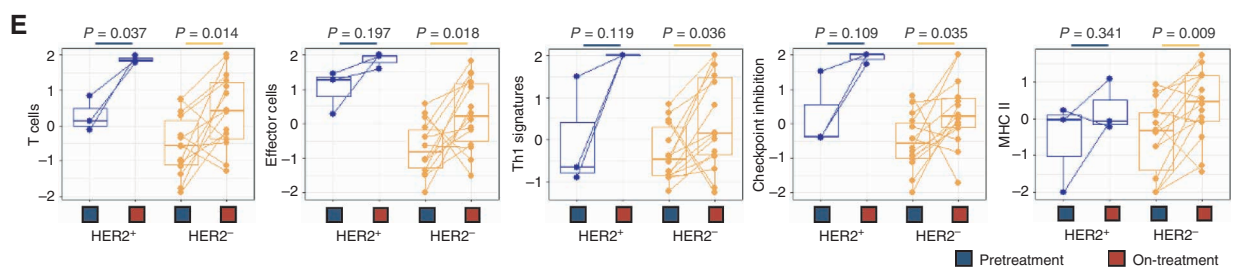 E
P = 0.037 P = 0.014
T cells
2
1
0
−1
−2
HER2⁺ HER2⁻
P = 0.197 P = 0.018
Effector cells
2
1
0
−1
−2
HER2⁺ HER2⁻
P = 0.119 P = 0.036
Th1 signatures
2
1
0
−1
HER2⁺ HER2⁻
P = 0.109 P = 0.035
Checkpoint inhibition
2
1
0
−1
−2
HER2⁺ HER2⁻
P = 0.341 P = 0.009
MHC II
1
0
−1
−2
HER2⁺ HER2⁻
Pretreatment On-treatment